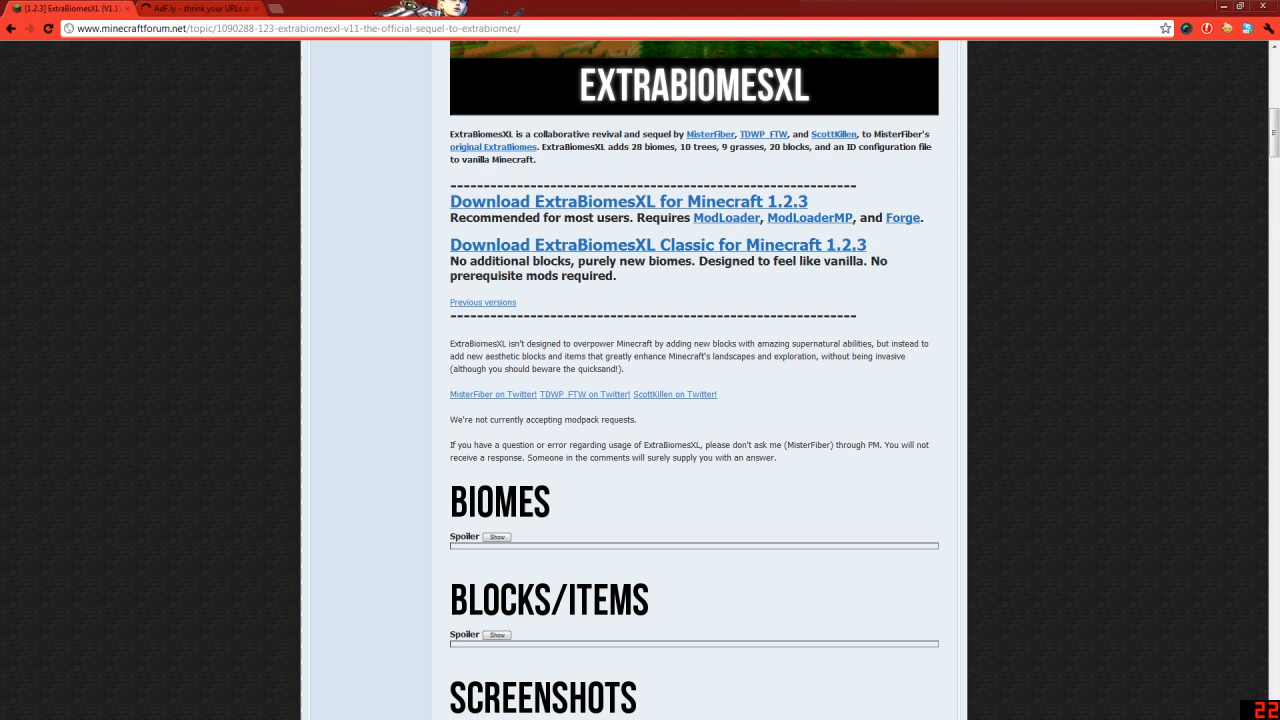 [1.2.3] ExtraBiomesXL (V1.1)
AdF.ly - shrink your URLs a
www.minecraftforum.net/topic/1090288-123-extrabiomesxl-v11-the-official-sequel-to-extrabiomes/
EXTRABIOMESXL
ExtraBiomesXL is a collaborative revival and sequel by MisterFiber, TDWP_FTW, and ScottKillen, to MisterFiber's
original ExtraBiomes. ExtraBiomesXL adds 28 biomes, 10 trees, 9 grasses, 20 blocks, and an ID configuration file
to vanilla Minecraft.
------------------------------------------------------------
Download ExtraBiomesXL for Minecraft 1.2.3
Recommended for most users. Requires ModLoader, ModLoaderMP, and Forge.
Download ExtraBiomesXL Classic for Minecraft 1.2.3
No additional blocks, purely new biomes. Designed to feel like vanilla. No
prerequisite mods required.
Previous versions
------------------------------------------------------------
ExtraBiomesXL isn't designed to overpower Minecraft by adding new blocks with amazing supernatural abilities, but instead to
add new aesthetic blocks and items that greatly enhance Minecraft's landscapes and exploration, without being invasive
(although you should beware the quicksand!).
MisterFiber on Twitter! TDWP_FTW on Twitter! ScottKillen on Twitter!
We're not currently accepting modpack requests.
If you have a question or error regarding usage of ExtraBiomesXL, please don't ask me (MisterFiber) through PM. You will not
receive a response. Someone in the comments will surely supply you with an answer.
BIOMES
Spoiler Show
BLOCKS/ITEMS
Spoiler Show
SCREENSHOTS
22